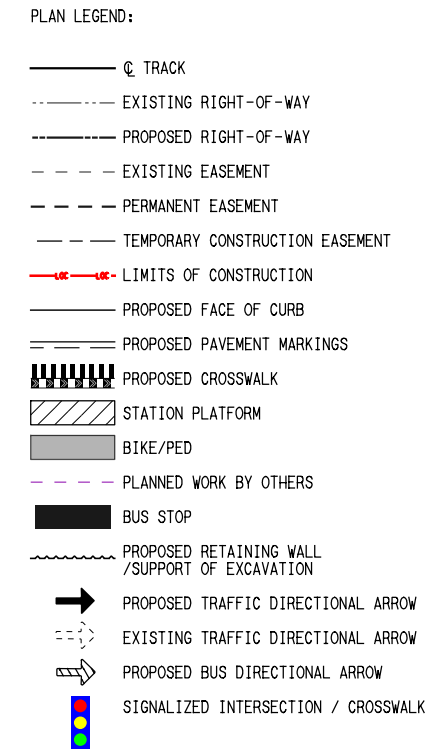 PLAN LEGEND:
℄ TRACK
EXISTING RIGHT-OF-WAY
PROPOSED RIGHT-OF-WAY
EXISTING EASEMENT
PERMANENT EASEMENT
TEMPORARY CONSTRUCTION EASEMENT
LOC LOC LIMITS OF CONSTRUCTION
PROPOSED FACE OF CURB
PROPOSED PAVEMENT MARKINGS
PROPOSED CROSSWALK
STATION PLATFORM
BIKE/PED
PLANNED WORK BY OTHERS
BUS STOP
PROPOSED RETAINING WALL
/SUPPORT OF EXCAVATION
PROPOSED TRAFFIC DIRECTIONAL ARROW
EXISTING TRAFFIC DIRECTIONAL ARROW
PROPOSED BUS DIRECTIONAL ARROW
SIGNALIZED INTERSECTION / CROSSWALK